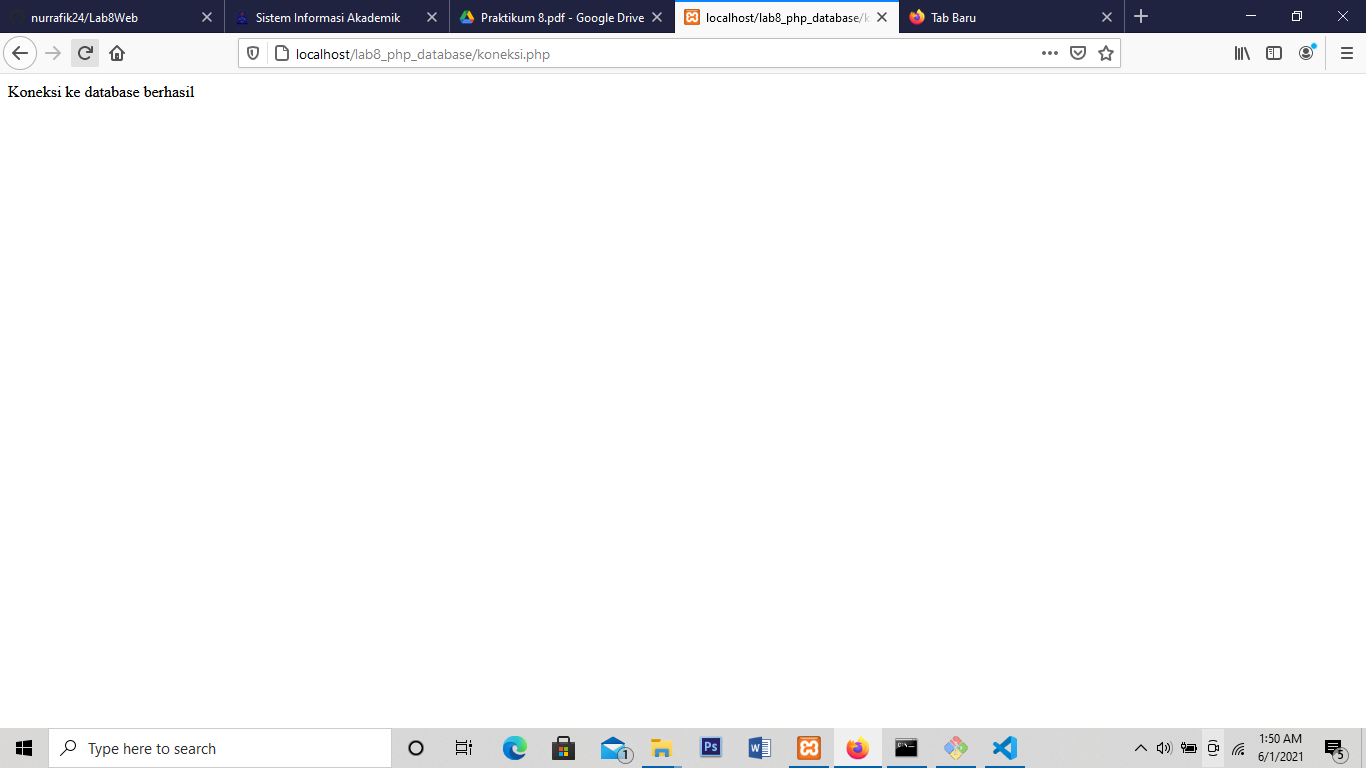 nurrafik24/Lab8Web
Sistem Informasi Akademik
Praktikum 8.pdf - Google Drive
localhost/lab8_php_database/k
Tab Baru
localhost/lab8_php_database/koneksi.php
Koneksi ke database berhasil
Type here to search
1
Ps
W
1:50 AM
6/1/2021
5